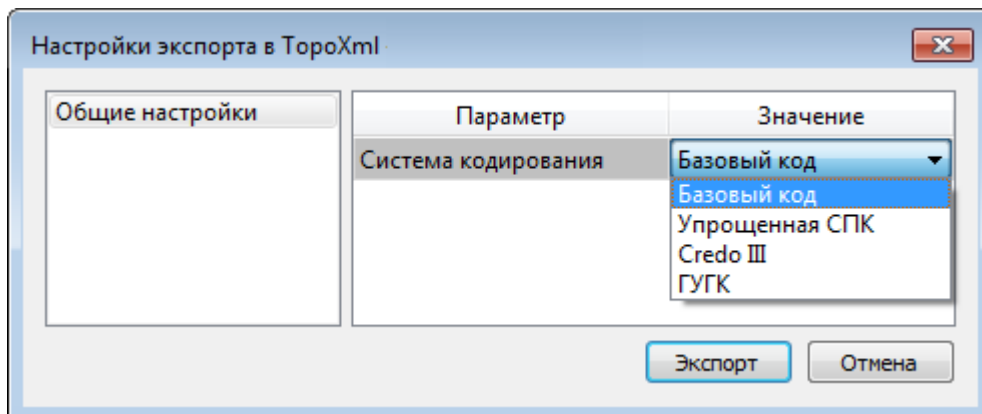 Настройки экспорта в TopoXml
Общие настройки
Параметр Значение
Система кодирования Базовый код
Базовый код
Упрощенная СПК
Credo III
ГУГК
Экспорт Отмена